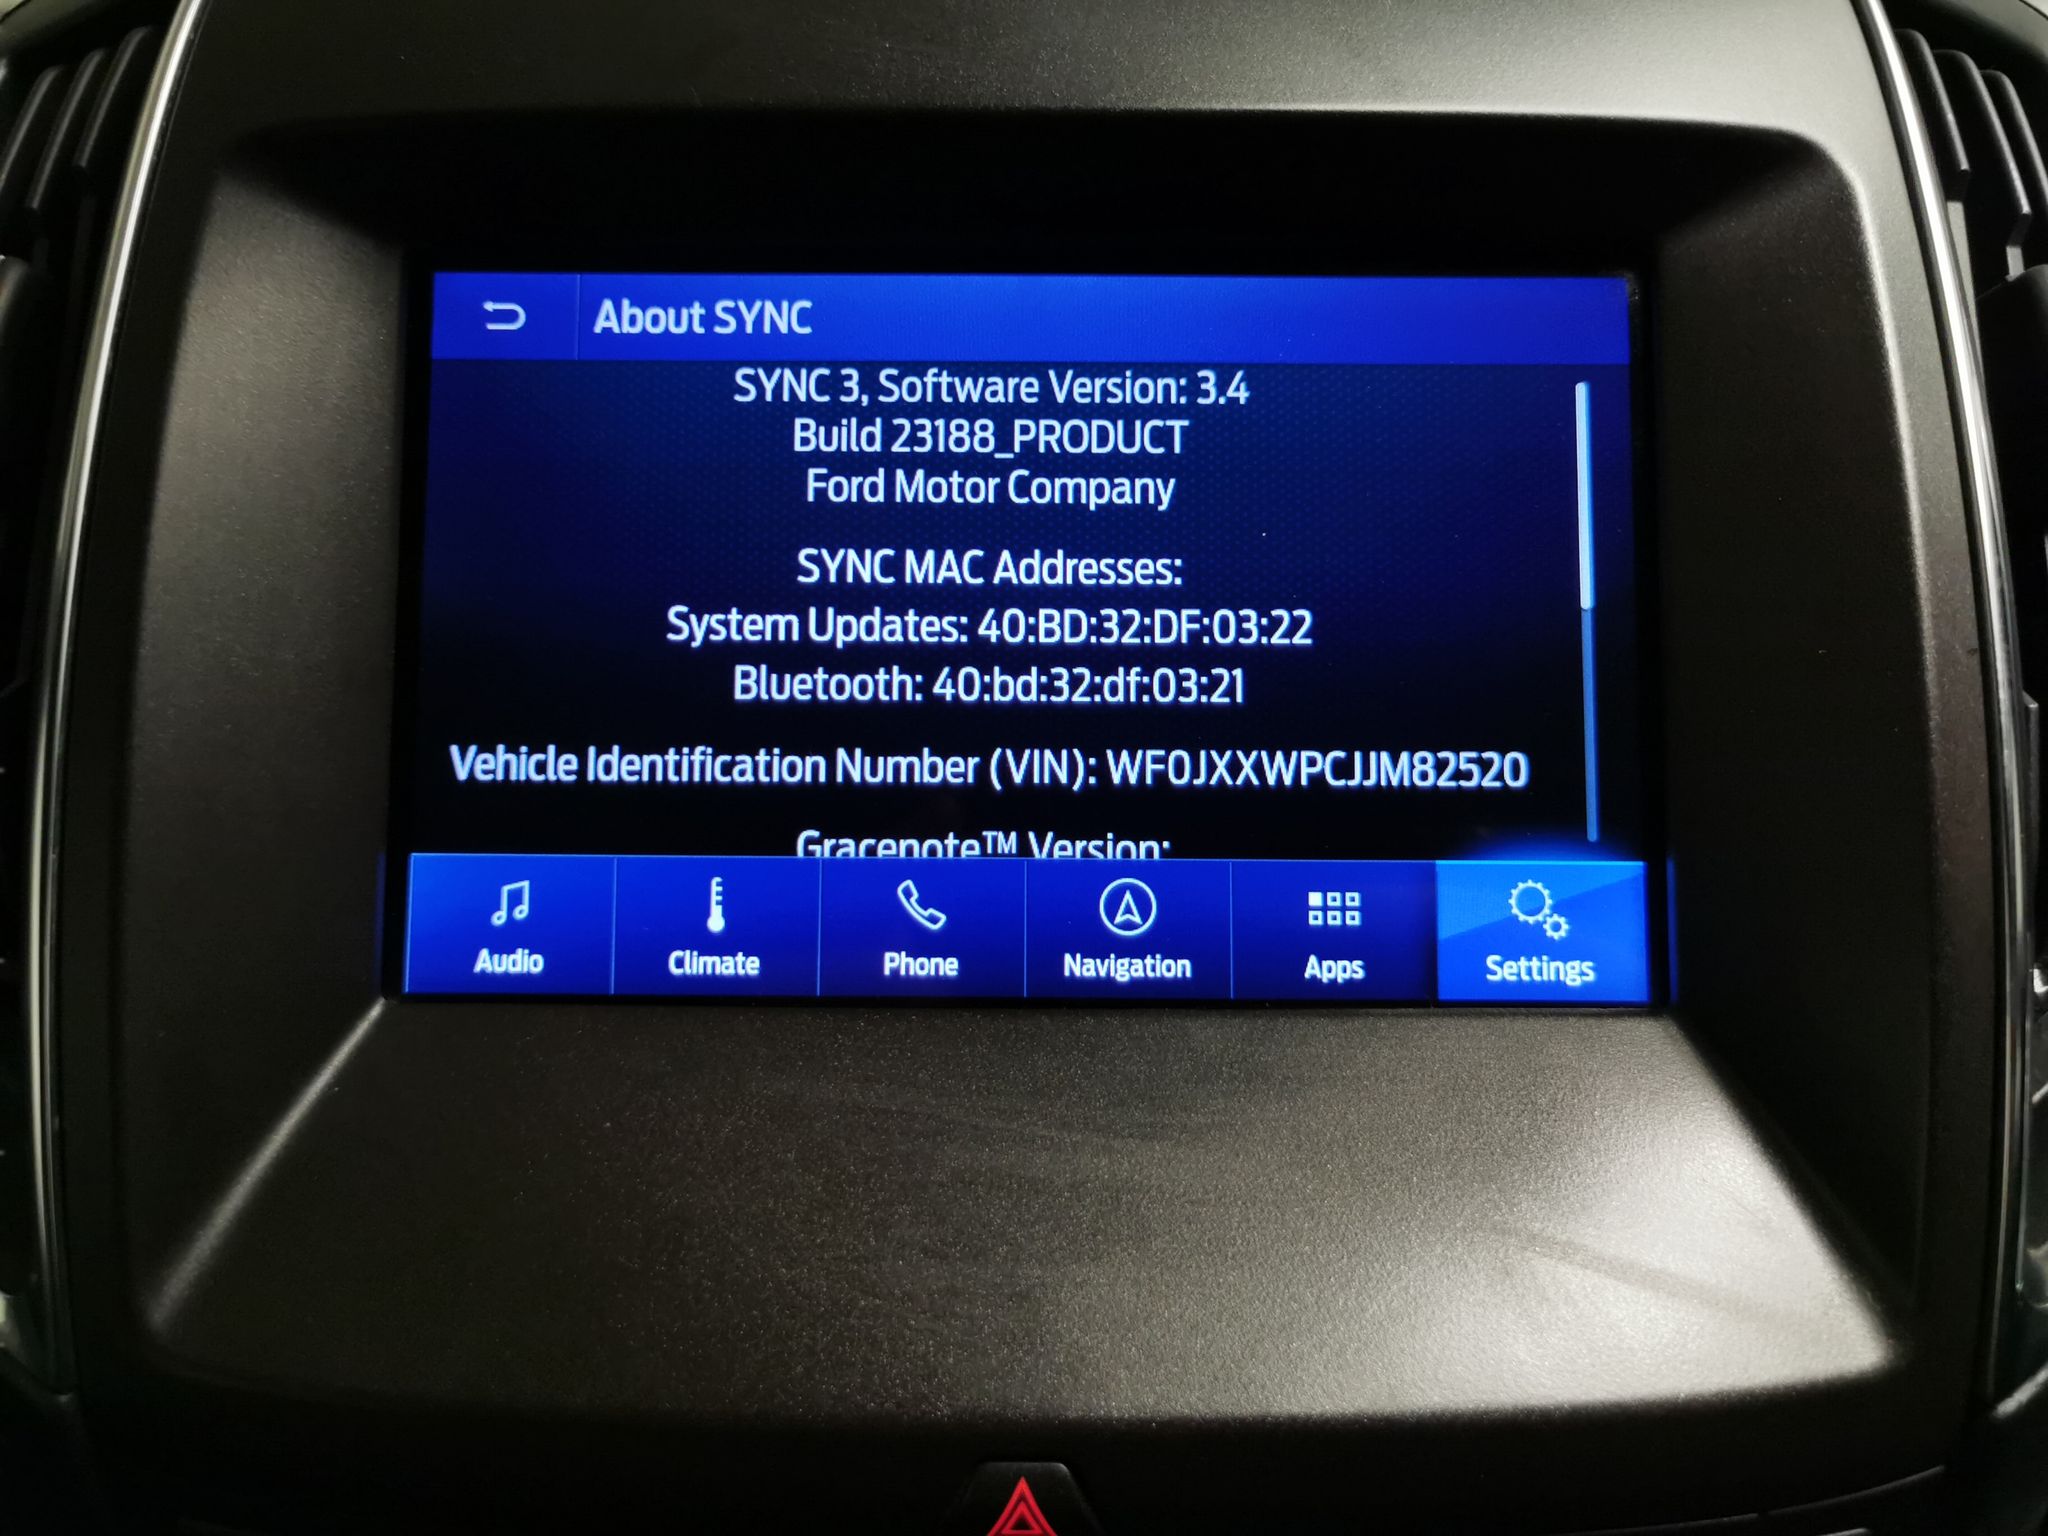 About SYNC
SYNC 3, Software Version: 3.4
Build 23188_PRODUCT
Ford Motor Company
SYNC MAC Addresses:
System Updates: 40:BD:32:DF:03:22
Bluetooth: 40:bd:32:df:03:21
Vehicle Identification Number (VIN): WF0JXXWPCJJM82520
Gracenote™ Version:
Audio
Climate
Phone
Navigation
Apps
Settings